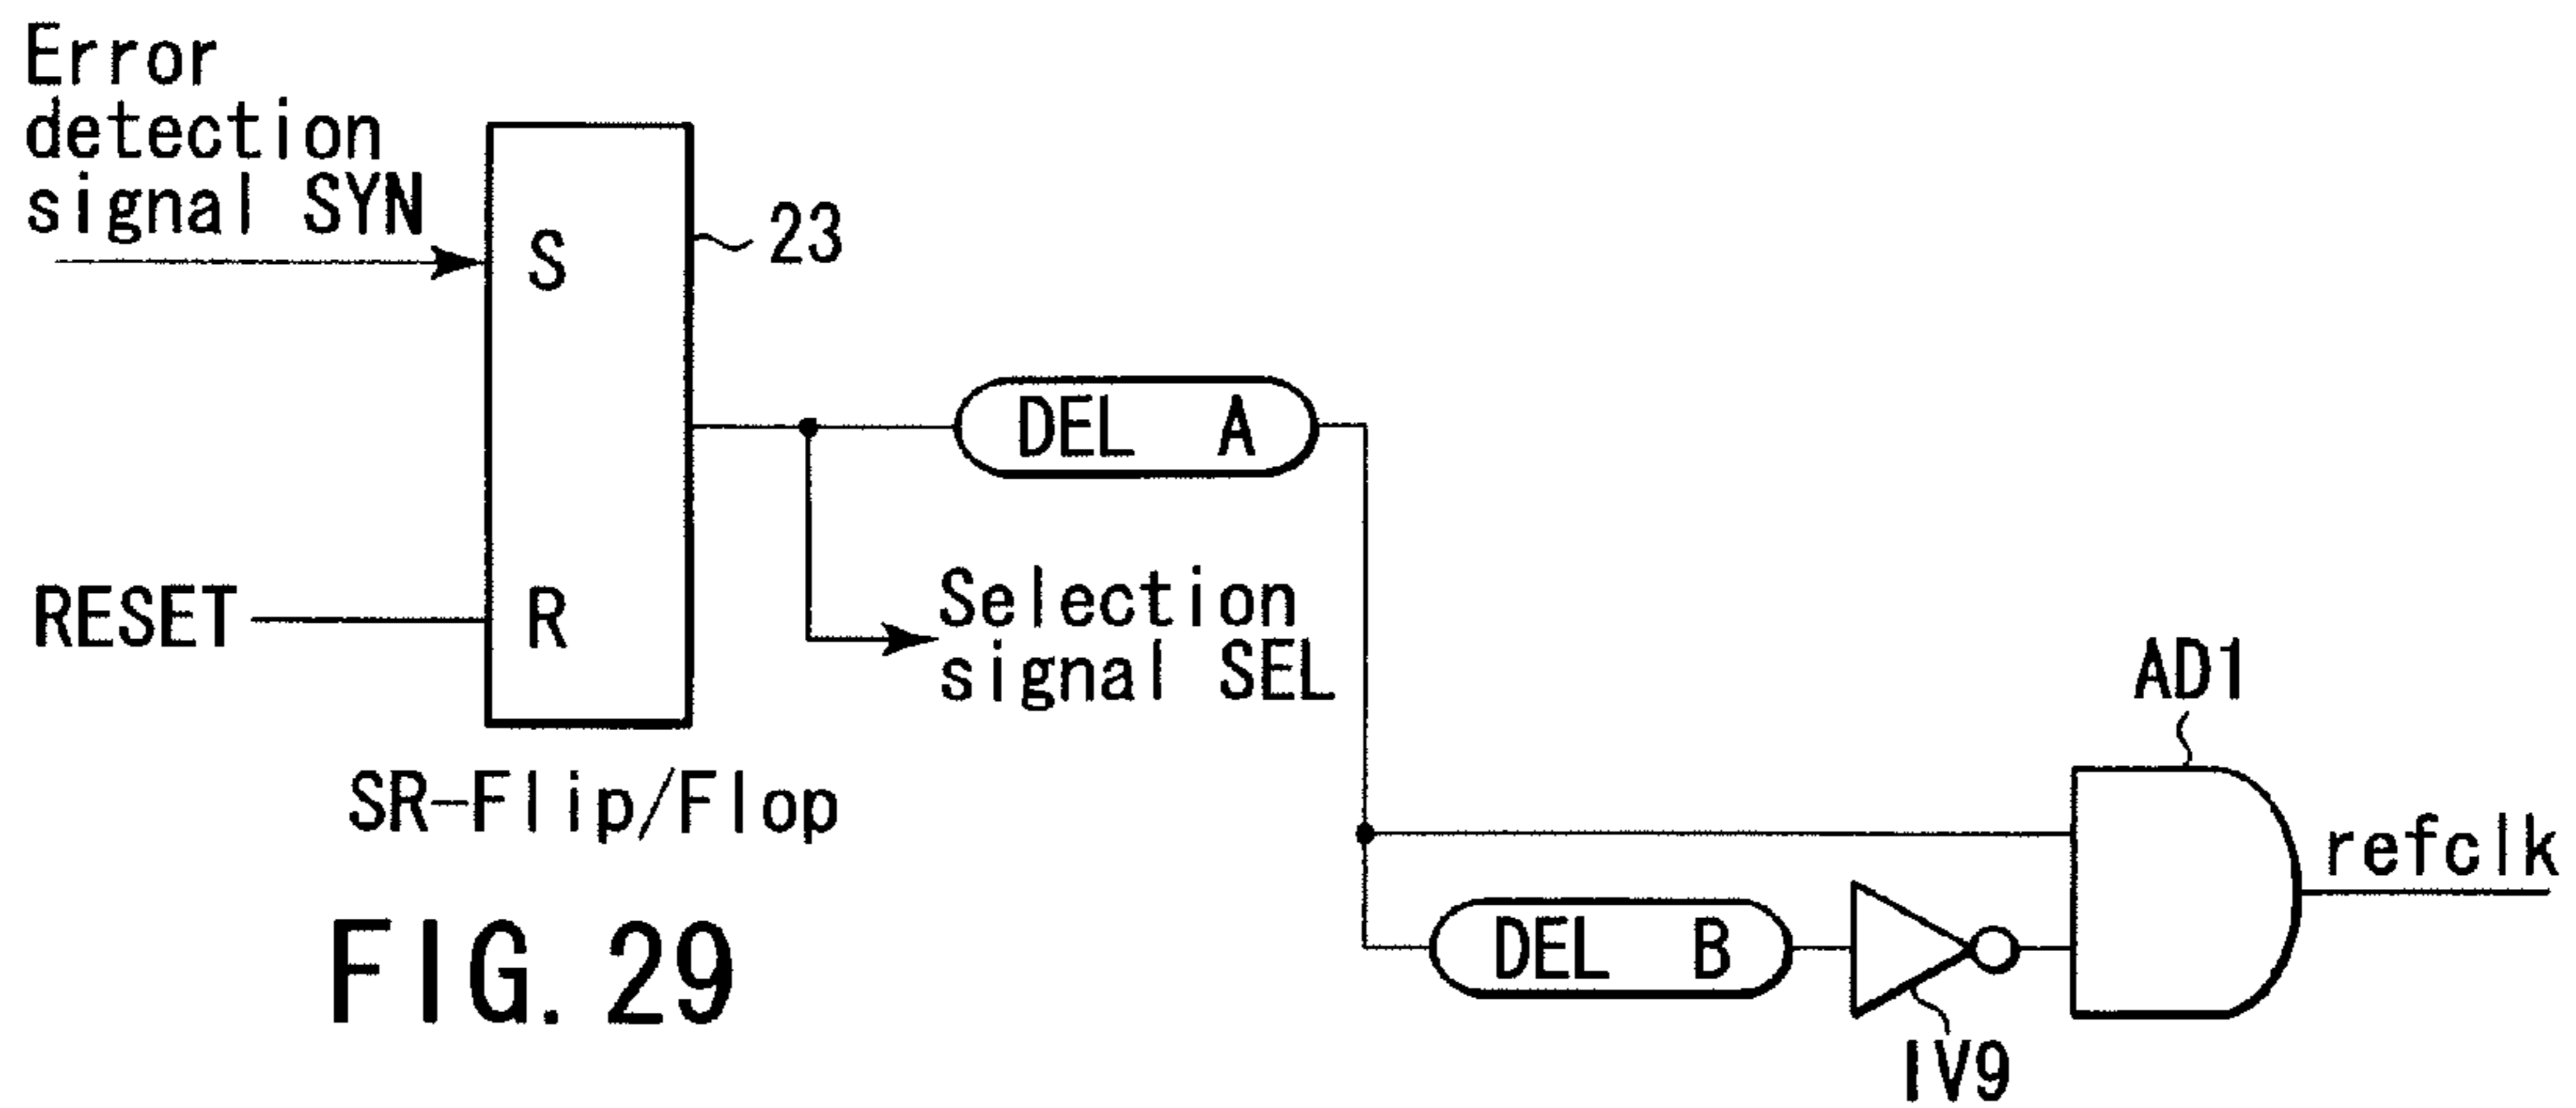 Error
detection
signal SYN
S
23
DEL A
RESET
R
Selection
signal SEL
AD1
SR-Flip/Flop
refclk
DEL B
FIG. 29
IV9